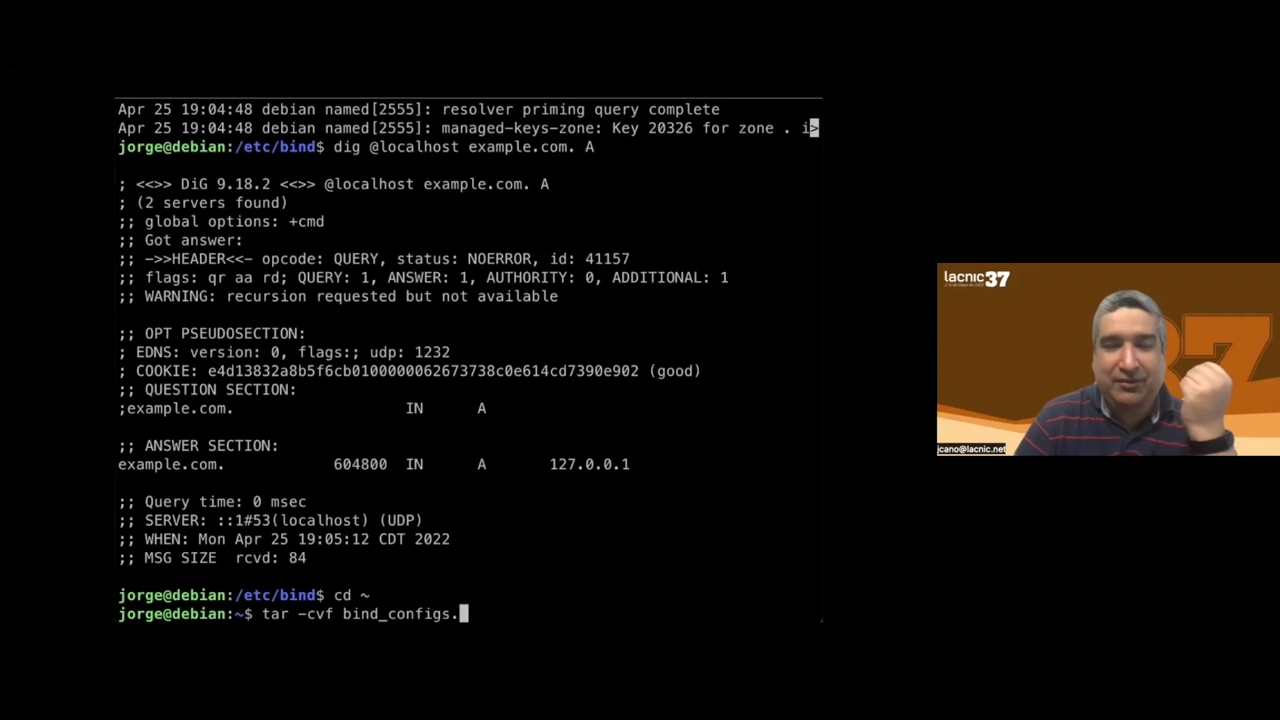 Apr 25 19:04:48 debian named[2555]: resolver priming query complete
Apr 25 19:04:48 debian named[2555]: managed-keys-zone: Key 20326 for zone . i>
jorge@debian:/etc/bind$ dig @localhost example.com. A
; <<>> DiG 9.18.2 <<>> @localhost example.com. A
; (2 servers found)
;; global options: +cmd
;; Got answer:
;; ->>HEADER<<- opcode: QUERY, status: NOERROR, id: 41157
;; flags: qr aa rd; QUERY: 1, ANSWER: 1, AUTHORITY: 0, ADDITIONAL: 1
;; WARNING: recursion requested but not available
;; OPT PSEUDOSECTION:
; EDNS: version: 0, flags:; udp: 1232
; COOKIE: e4d13832a8b5f6cb0100000062673738c0e614cd7390e902 (good)
;; QUESTION SECTION:
;example.com. IN A
;; ANSWER SECTION:
example.com. 604800 IN A 127.0.0.1
;; Query time: 0 msec
;; SERVER: ::1#53(localhost) (UDP)
;; WHEN: Mon Apr 25 19:05:12 CDT 2022
;; MSG SIZE rcvd: 84
jorge@debian:/etc/bind$ cd ~
jorge@debian:~$ tar -cvf bind_configs.
lacnic 37
37
jcano@lacnic.net